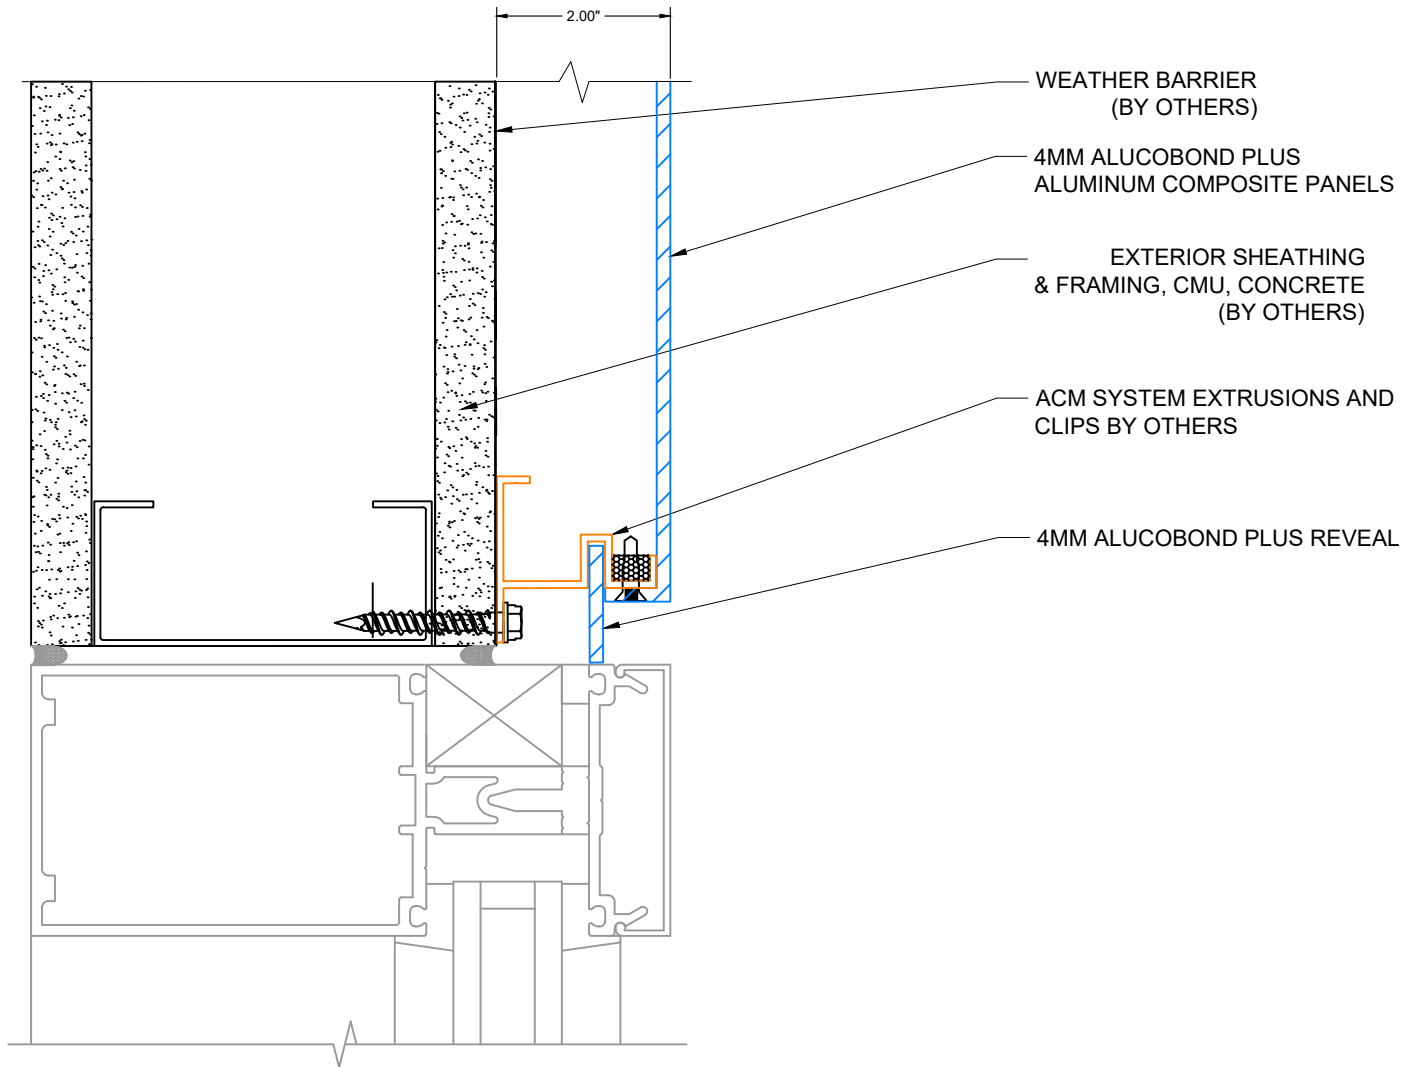 2.00"
WEATHER BARRIER
(BY OTHERS)
4MM ALUCOBOND PLUS
ALUMINUM COMPOSITE PANELS
EXTERIOR SHEATHING
& FRAMING, CMU, CONCRETE
(BY OTHERS)
ACM SYSTEM EXTRUSIONS AND
CLIPS BY OTHERS
4MM ALUCOBOND PLUS REVEAL